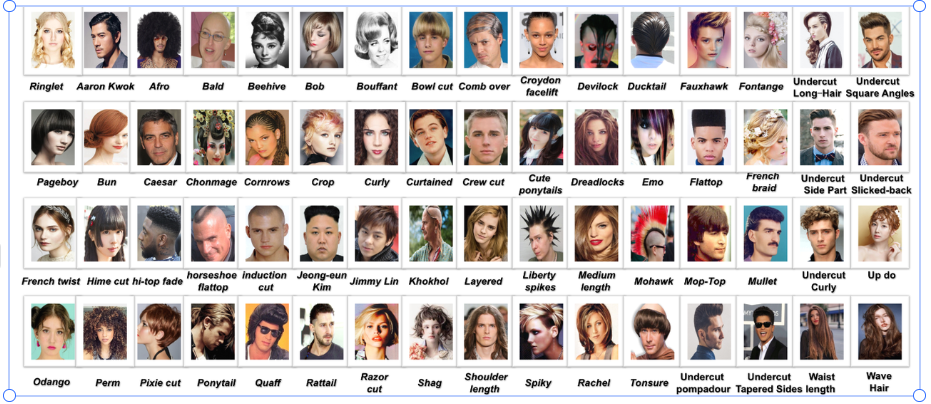 Ringlet Aaron Kwok Afro Bald Beehive Bob Bouffant Bowl cut Comb over Croydon facelift Devilock Ducktail Fauxhawk Fontange Undercut Long-Hair Undercut Square Angles
Pageboy Bun Caesar Chonmage Cornrows Crop Curly Curtained Crew cut Cute ponytails Dreadlocks Emo Flattop French braid Undercut Side Part Undercut Slicked-back
French twist Hime cut hi-top fade horseshoe flattop induction cut Jeong-eun Kim Jimmy Lin Khokhol Layered Liberty spikes Medium length Mohawk Mop-Top Mullet Undercut Curly Up do
Odango Perm Pixie cut Ponytail Quaff Rattail Razor cut Shag Shoulder length Spiky Rachel Tonsure Undercut pompadour Undercut Tapered Sides Waist length Wave Hair